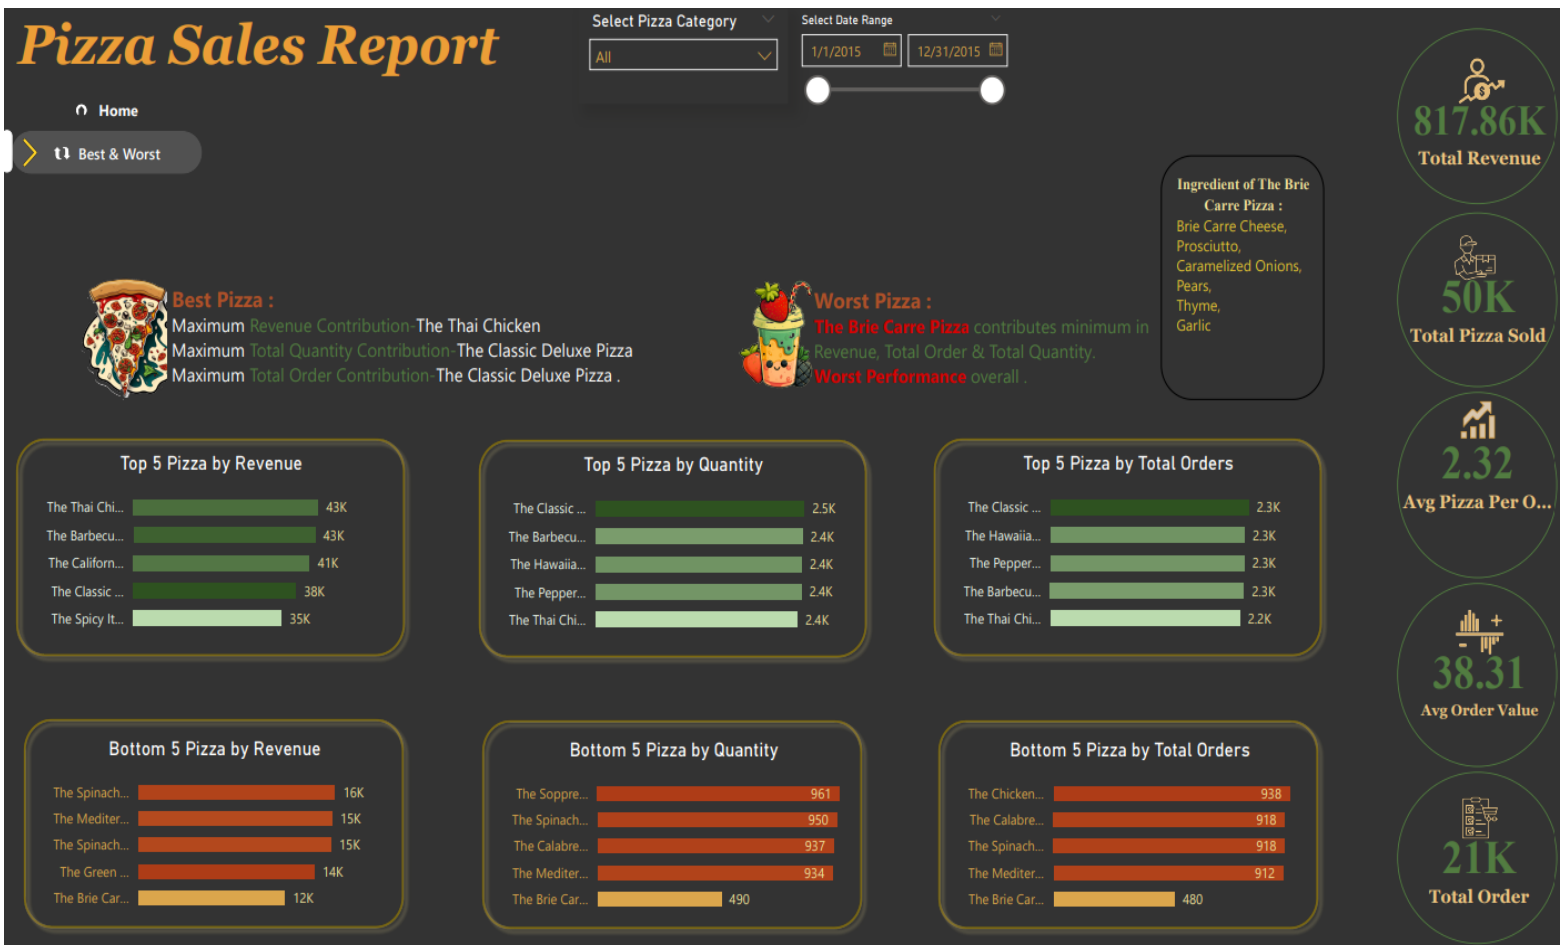 Pizza Sales Report
Select Pizza Category
All
Select Date Range
1/1/2015
12/31/2015
Home
Best & Worst
817.86K
Total Revenue
Ingredient of The Brie
Carre Pizza :
Brie Carre Cheese,
Prosciutto,
Caramelized Onions,
Pears,
Thyme,
Garlic
50K
Total Pizza Sold
Best Pizza :
Maximum Revenue Contribution-The Thai Chicken
Maximum Total Quantity Contribution-The Classic Deluxe Pizza
Maximum Total Order Contribution-The Classic Deluxe Pizza .
Worst Pizza :
The Brie Carre Pizza contributes minimum in
Revenue, Total Order & Total Quantity.
Worst Performance overall .
2.32
Avg Pizza Per O...
Top 5 Pizza by Revenue
The Thai Chi... 43K
The Barbecu... 43K
The Californ... 41K
The Classic ... 38K
The Spicy It... 35K
Top 5 Pizza by Quantity
The Classic ... 2.5K
The Barbecu... 2.4K
The Hawaiia... 2.4K
The Pepper... 2.4K
The Thai Chi... 2.4K
Top 5 Pizza by Total Orders
The Classic ... 2.3K
The Hawaiia... 2.3K
The Pepper... 2.3K
The Barbecu... 2.3K
The Thai Chi... 2.2K
38.31
Avg Order Value
Bottom 5 Pizza by Revenue
The Spinach... 16K
The Mediter... 15K
The Spinach... 15K
The Green ... 14K
The Brie Car... 12K
Bottom 5 Pizza by Quantity
The Soppre... 961
The Spinach... 950
The Calabre... 937
The Mediter... 934
The Brie Car... 490
Bottom 5 Pizza by Total Orders
The Chicken... 938
The Calabre... 918
The Spinach... 918
The Mediter... 912
The Brie Car... 480
21K
Total Order